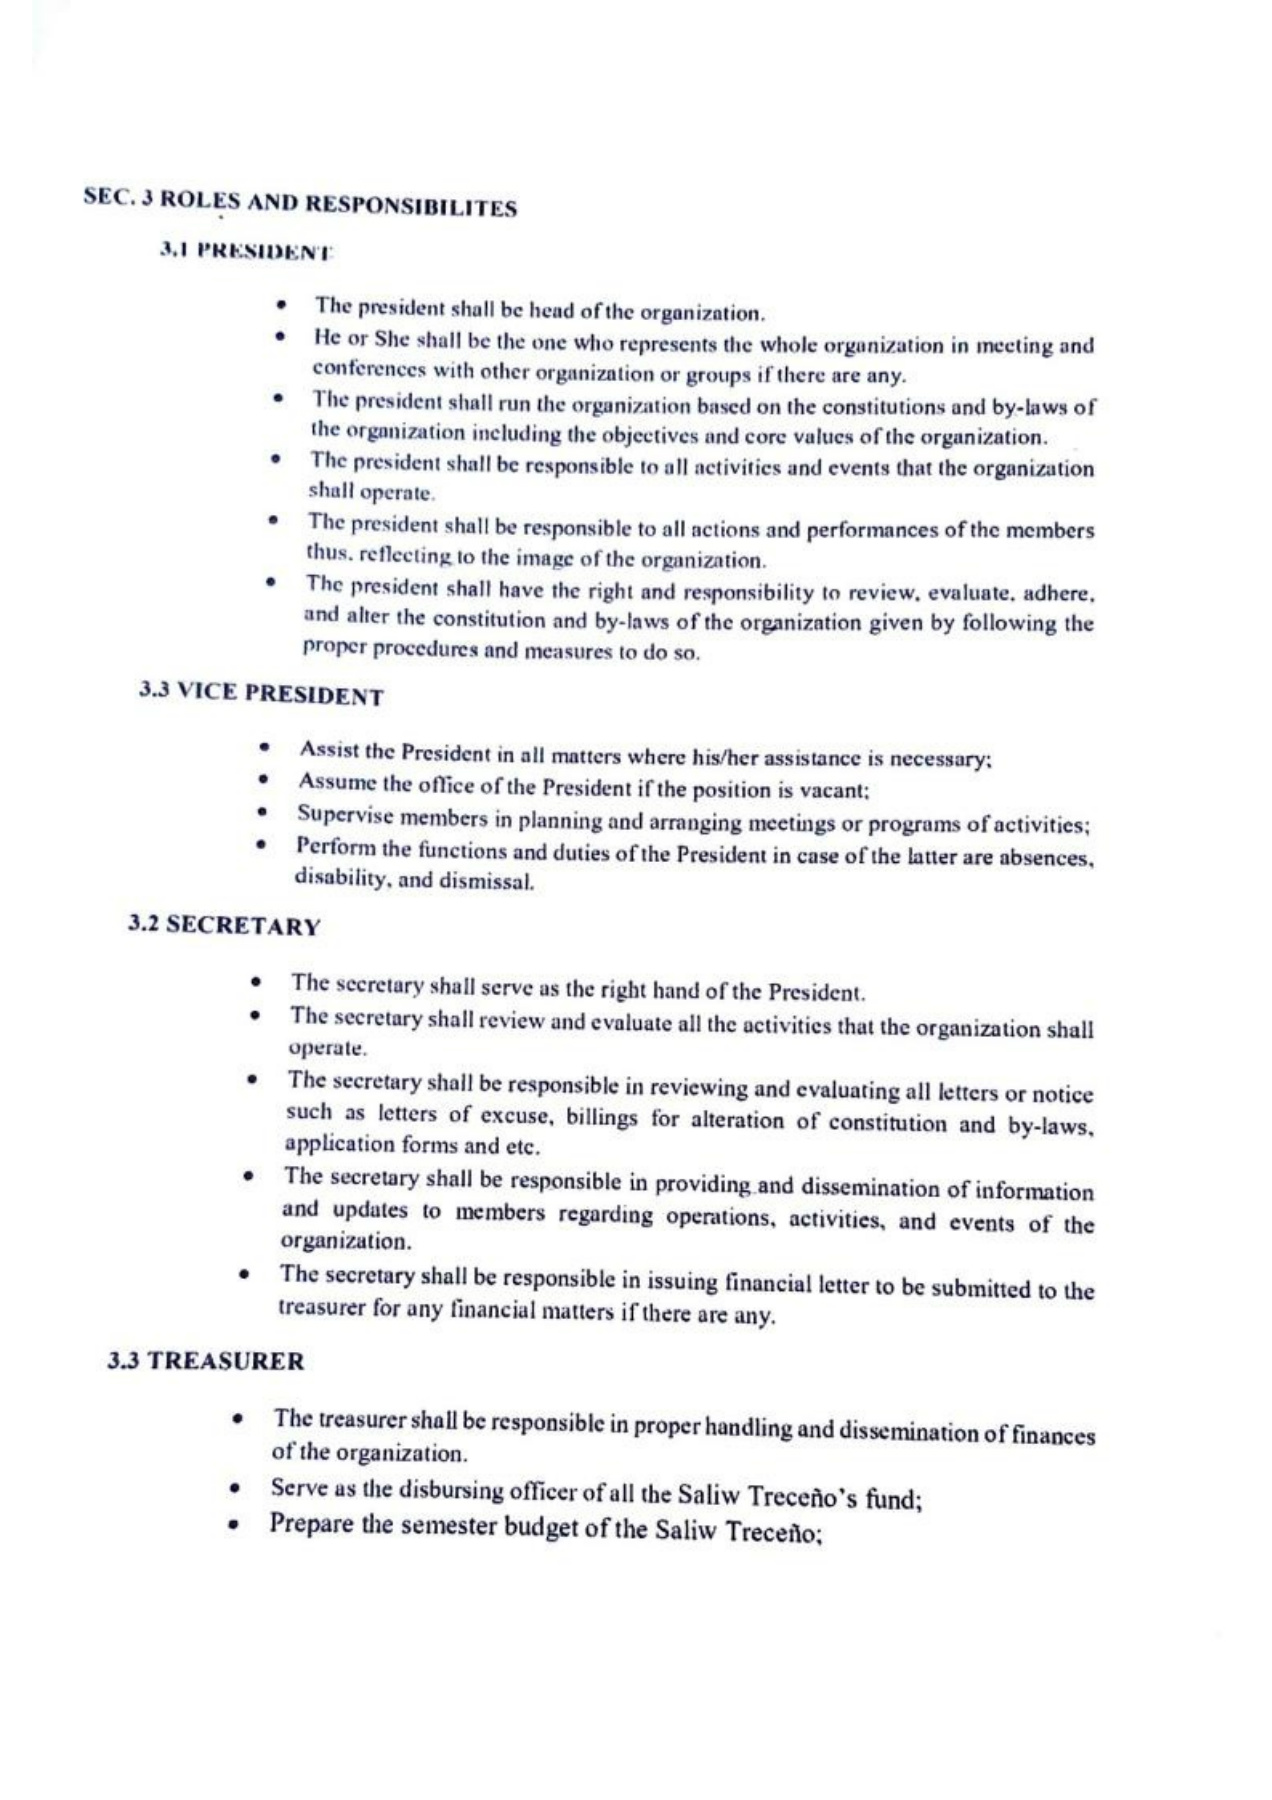 SEC. 3 ROLES AND RESPONSIBILITES
3.1 PRESIDENT
• The president shall be head of the organization.
• He or She shall be the one who represents the whole organization in meeting and
conferences with other organization or groups if there are any.
• The president shall run the organization based on the constitutions and by-laws of
the organization including the objectives and core values of the organization.
• The president shall be responsible to all activities and events that the organization
shall operate.
• The president shall be responsible to all actions and performances of the members
thus. reflecting to the image of the organization.
• The president shall have the right and responsibility to review, evaluate, adhere,
and alter the constitution and by-laws of the organization given by following the
proper procedures and measures to do so.
3.3 VICE PRESIDENT
• Assist the President in all matters where his/her assistance is necessary;
• Assume the office of the President if the position is vacant;
• Supervise members in planning and arranging meetings or programs of activities;
• Perform the functions and duties of the President in case of the latter are absences,
disability, and dismissal.
3.2 SECRETARY
• The secretary shall serve as the right hand of the President.
• The secretary shall review and evaluate all the activities that the organization shall
operate.
• The secretary shall be responsible in reviewing and evaluating all letters or notice
such as letters of excuse, billings for alteration of constitution and by-laws,
application forms and etc.
• The secretary shall be responsible in providing and dissemination of information
and updates to members regarding operations, activities, and events of the
organization.
• The secretary shall be responsible in issuing financial letter to be submitted to the
treasurer for any financial matters if there are any.
3.3 TREASURER
• The treasurer shall be responsible in proper handling and dissemination of finances
of the organization.
• Serve as the disbursing officer of all the Saliw Treceño's fund;
• Prepare the semester budget of the Saliw Treceño;